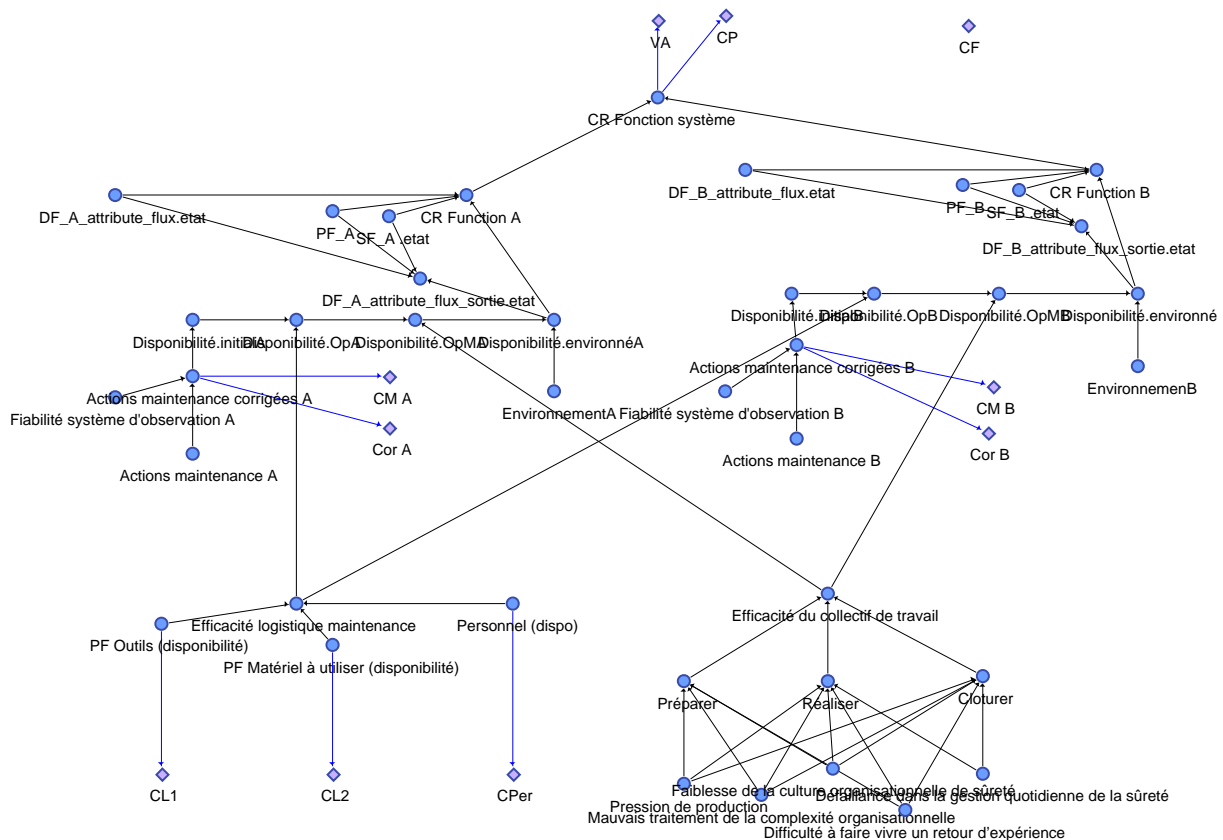 VA
CP
CF
CR Fonction système
DF_A_attribute_flux.etat
PF_A
SF_A .etat
CR Function A
DF_A_attribute_flux_sortie.etat
DF_B_attribute_flux.etat
PF_B
SF_B .etat
CR Function B
DF_B_attribute_flux_sortie.etat
Disponibilité.initialA
Disponibilité.OpA
Disponibilité.OpMA
Disponibilité.environnéA
Disponibilité.OpB
Disponibilité.OpMB
Disponibilité.environné
Actions maintenance corrigées A
Fiabilité système d'observation A
Actions maintenance A
CM A
Cor A
EnvironnementA
Actions maintenance corrigées B
Fiabilité système d'observation B
Actions maintenance B
CM B
Cor B
EnvironnemenB
Efficacité logistique maintenance
PF Outils (disponibilité)
PF Matériel à utiliser (disponibilité)
Personnel (dispo)
CL1
CL2
CPer
Efficacité du collectif de travail
Préparer
Réaliser
Cloturer
Faiblesse de la culture organisationnelle de sûreté
Défaillance dans la gestion quotidienne de la sûreté
Pression de production
Mauvais traitement de la complexité organisationnelle
Difficulté à faire vivre un retour d'expérience